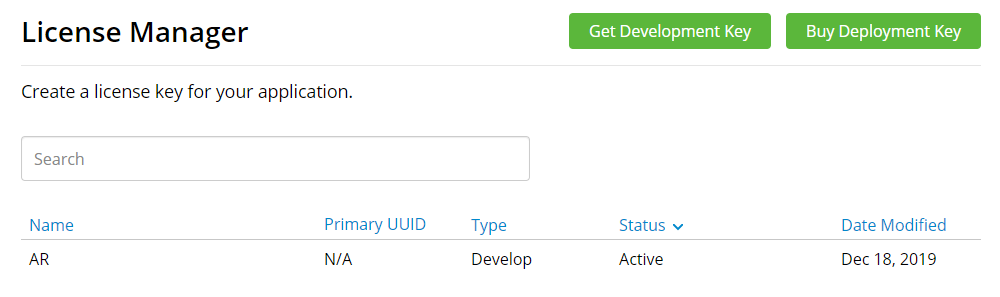 License Manager
Get Development Key
Buy Deployment Key
Create a license key for your application.
Search
Name Primary UUID Type Status Date Modified
AR N/A Develop Active Dec 18, 2019